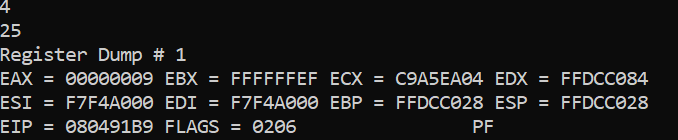 4
25
Register Dump # 1
EAX = 00000009 EBX = FFFFFFEF ECX = C9A5EA04 EDX = FFDCC084
ESI = F7F4A000 EDI = F7F4A000 EBP = FFDCC028 ESP = FFDCC028
EIP = 080491B9 FLAGS = 0206 PF